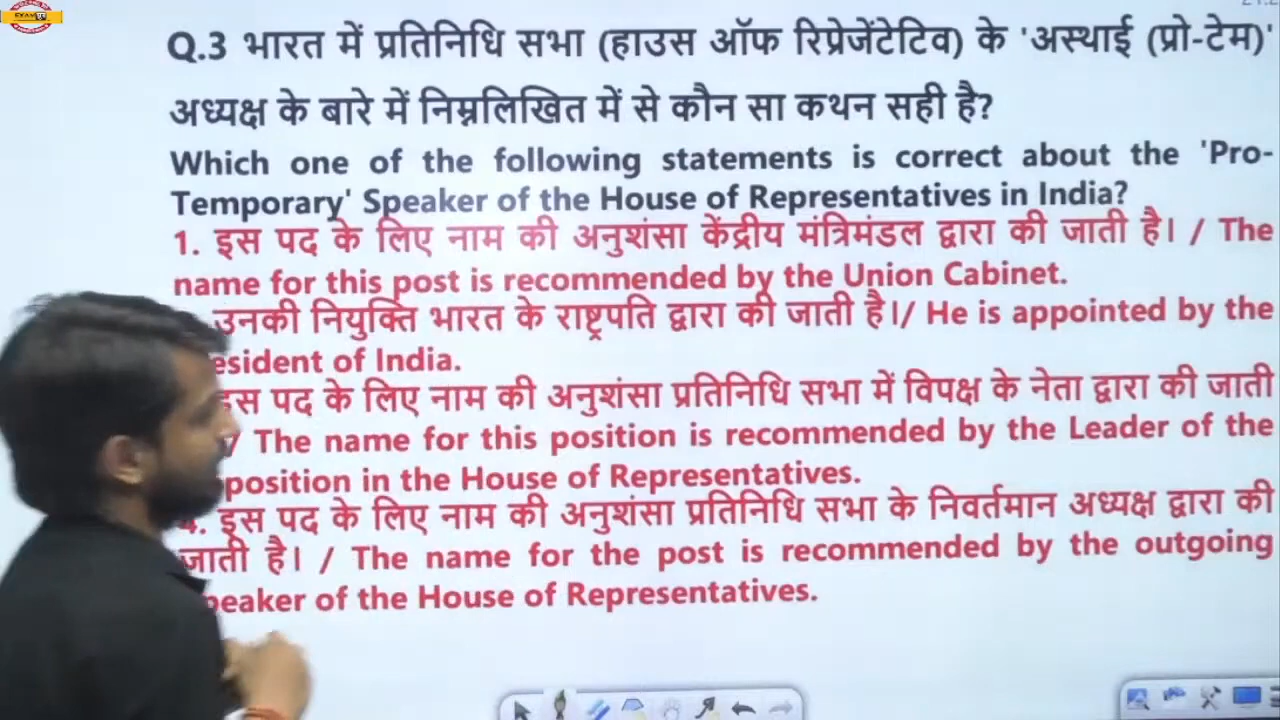 Q.3 भारत में प्रतिनिधि सभा (हाउस ऑफ रिप्रेजेंटेटिव) के 'अस्थाई (प्रो-टेम)'
अध्यक्ष के बारे में निम्नलिखित में से कौन सा कथन सही है?
Which one of the following statements is correct about the 'Pro-
Temporary' Speaker of the House of Representatives in India?
1. इस पद के लिए नाम की अनुशंसा केंद्रीय मंत्रिमंडल द्वारा की जाती है। / The
name for this post is recommended by the Union Cabinet.
उनकी नियुक्ति भारत के राष्ट्रपति द्वारा की जाती है।/ He is appointed by the
esident of India.
इस पद के लिए नाम की अनुशंसा प्रतिनिधि सभा में विपक्ष के नेता द्वारा की जाती
/ The name for this position is recommended by the Leader of the
position in the House of Representatives.
4. इस पद के लिए नाम की अनुशंसा प्रतिनिधि सभा के निवर्तमान अध्यक्ष द्वारा की
जाती है। / The name for the post is recommended by the outgoing
peaker of the House of Representatives.